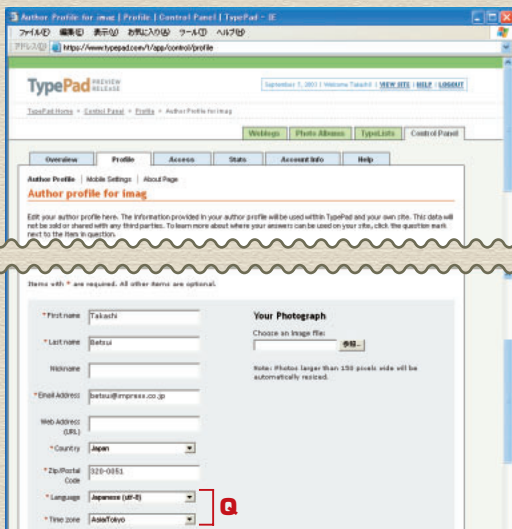 Author Profile for imag | Profile | Control Panel | TypePad - IE
ファイル(F) 編集(E) 表示(V) お気に入り(A) ツール(T) ヘルプ(H)
アドレス(D) https://www.typepad.com/t/app/control/profile
TypePad PREVIEW RELEASE
September 7, 2003 | Welcome Takashi | VIEW SITE | HELP | LOGOUT
TypePad Home > Control Panel > Profile > Author Profile for imag
Weblogs Photo Albums TypeLists Control Panel
Overview Profile Access Stats Account Info Help
Author Profile | Mobile Settings | About Page
Author profile for imag
Edit your author profile here. The information provided in your author profile will be used within TypePad and your own site. This data will
not be sold or shared with any third parties. To learn more about where your answers can be used on your site, click the question mark
next to the item in question.
Items with * are required. All other items are optional.
* First name Takashi
* Last name Betsui
Nickname
* Email Address betsui@impress.co.jp
Web Address (URL)
* Country Japan
* Zip/Postal Code 320-0051
* Language Japanese (utf-8)
* Time zone Asia/Tokyo
Your Photograph
Choose an image file:
参照...
Note: Photos larger than 150 pixels wide will be
automatically resized.
Q